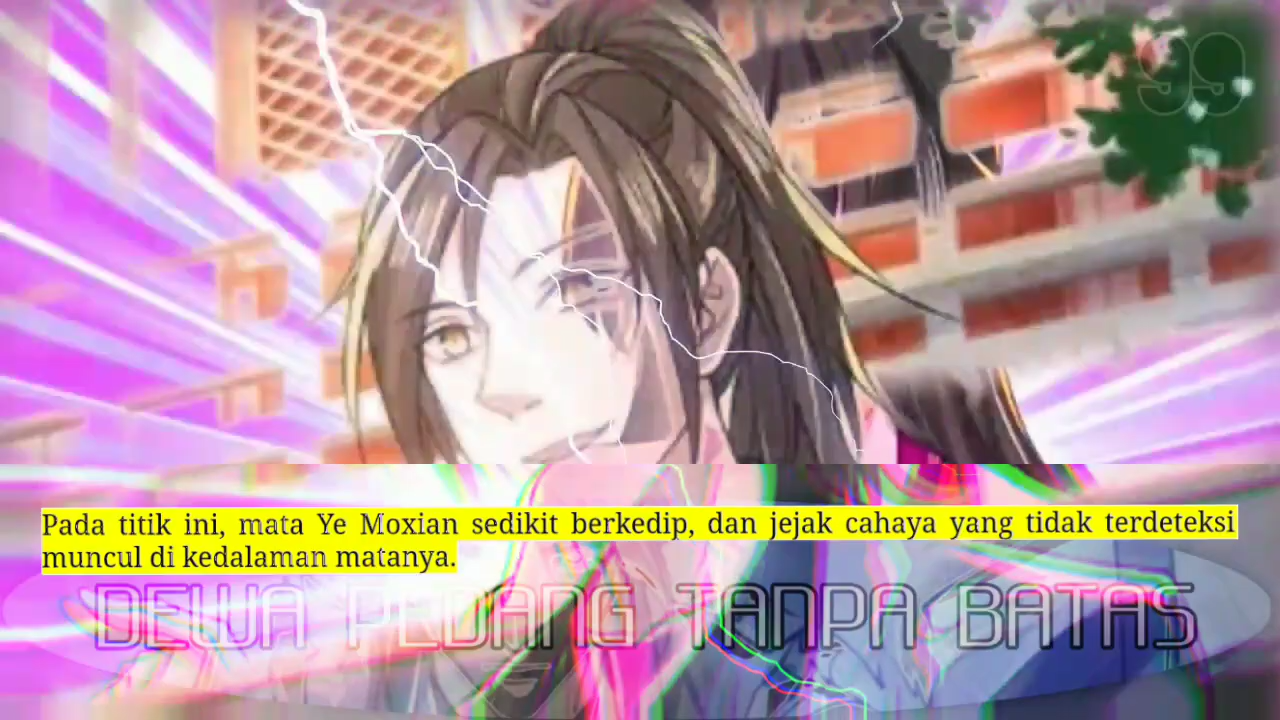 99
Pada titik ini, mata Ye Moxian sedikit berkedip, dan jejak cahaya yang tidak terdeteksi
muncul di kedalaman matanya.
DEWA PEDANG TANPA BATAS